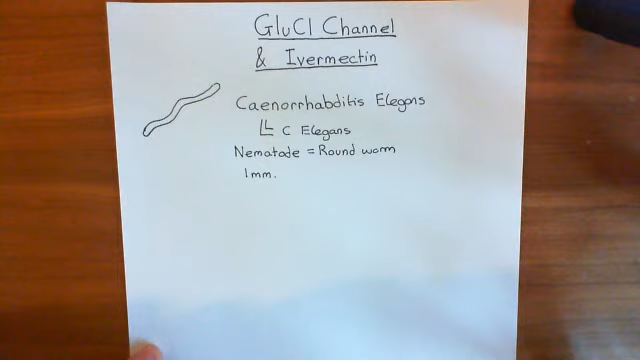 GluCl Channel
& Ivermectin
Caenorrhabditis Elegans
C Elegans
Nematode = Round worm
1mm.